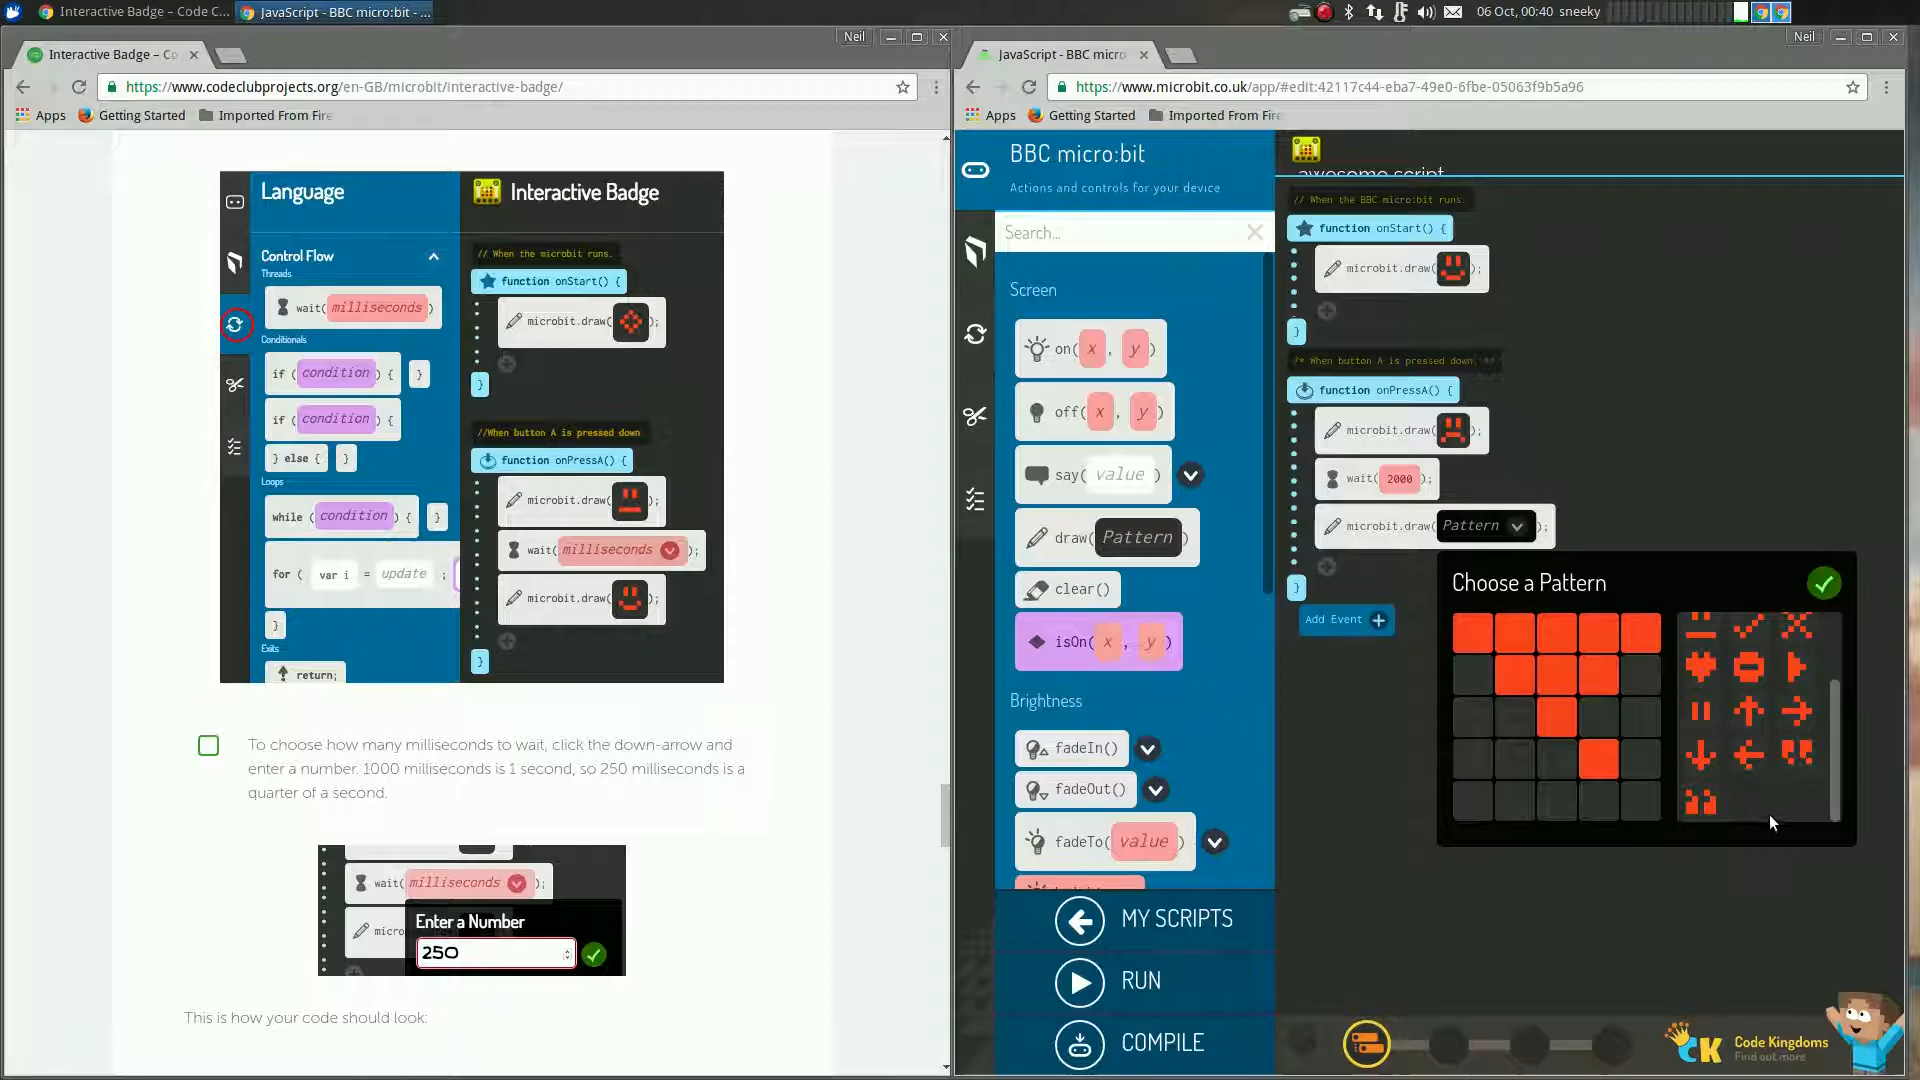 Interactive Badge – Code C...
JavaScript - BBC micro:bit - ...
06 Oct, 00:40 sneeky
Neil
Interactive Badge – Co
https://www.codeclubprojects.org/en-GB/microbit/interactive-badge/
Apps
Getting Started
Imported From Fire
Language
Control Flow
Threads
wait( milliseconds )
Conditionals
if ( condition ) { }
if ( condition ) {
} else { }
Loops
while ( condition ) { }
for ( var i = update ;
}
Exits
return;
Interactive Badge
// When the microbit runs.
function onStart() {
microbit.draw( );
}
//When button A is pressed down
function onPressA() {
microbit.draw( );
wait( milliseconds );
microbit.draw( );
}
To choose how many milliseconds to wait, click the down-arrow and
enter a number. 1000 milliseconds is 1 second, so 250 milliseconds is a
quarter of a second.
wait( milliseconds );
micro
Enter a Number
250
This is how your code should look:
Neil
JavaScript - BBC micro
https://www.microbit.co.uk/app/#edit:42117c44-eba7-49e0-6fbe-05063f9b5a96
Apps
Getting Started
Imported From Fire
BBC micro:bit
Actions and controls for your device
Search...
Screen
on( x , y )
off( x , y )
say( value )
draw( Pattern )
clear()
isOn( x , y )
Brightness
fadeIn()
fadeOut()
fadeTo( value )
MY SCRIPTS
RUN
COMPILE
awesome script
// When the BBC micro:bit runs.
function onStart() {
microbit.draw( );
}
/* When button A is pressed down
function onPressA() {
microbit.draw( );
wait( 2000 );
microbit.draw( Pattern );
}
Add Event +
Choose a Pattern
CK
Code Kingdoms
Find out more